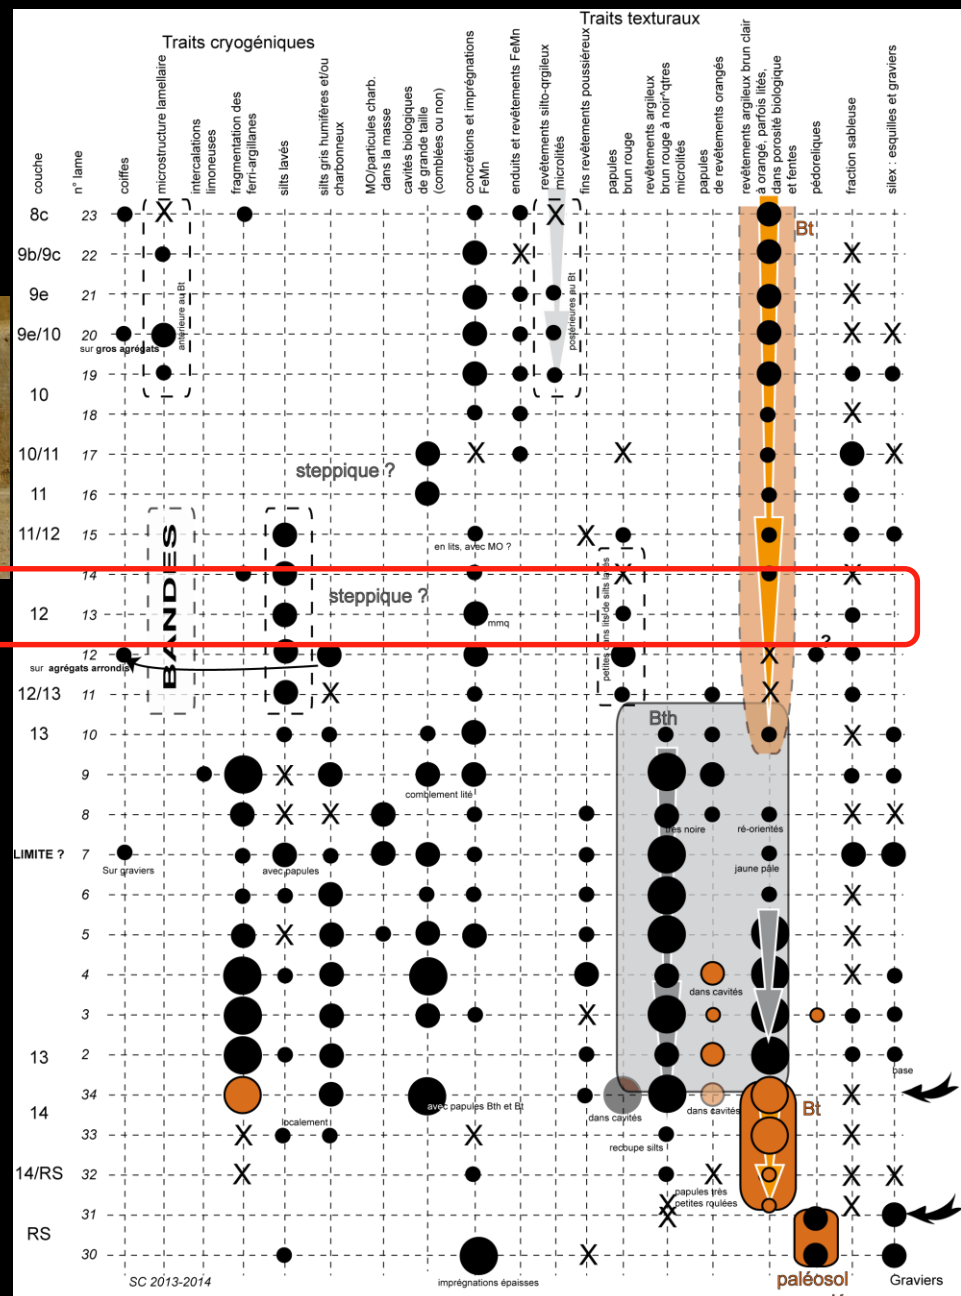 Traits cryogéniques
Traits texturaux
couche
n° lame
coiffes
microstructure lamellaire
intercalations
limoneuses
fragmentation des
ferri-argillanes
silts lavés
silts gris humifères et/ou
charbonneux
MO/particules charb.
dans la masse
cavités biologiques
de grande taille
(comblées ou non)
concrétions et imprégnations
FeMn
enduits et revêtements FeMn
revêtements silto-qrgileux
microlités
fins revêtements poussiéreux
papules
brun rouge
revêtements argileux
brun rouge à noir^qtres
microlités
papules
de revêtements orangés
revêtements argileux brun clair
à orangé, parfois lités,
dans porosité biologique
et fentes
pédoreliques
fraction sableuse
silex : esquilles et graviers
8c 23 X X Bt
9b/9c 22 X X
antérieure au Bt
postérieures au Bt
9e 21 X
9e/10 20 X X
sur gros agrégats
19
10
18 X
10/11 17 X X X
steppique ?
11 16
11/12 15 X
en lits, avec MO ?
BANDES
petites dans lits de silts lavés
14 X X
steppique ?
12 13
mmq
?
12 X
sur agrégats arrondis
12/13 11 X X
Bth
13 10 X
9 X
comblement lité
8 X X X X
très noire ré-orientés
LIMITE ? 7
Sur graviers avec papules jaune pâle
6 X
5 X X
4 X
dans cavités
3 X
13 2
base
34 X
avec papules Bth et Bt
dans cavités dans cavités Bt
14
localement
33 X X X
recoupe silts
14/RS 32 X X X X
papules très
petites roulées
X X
31 X
RS
30 X
imprégnations épaisses
paléosol
Graviers
SC 2013-2014